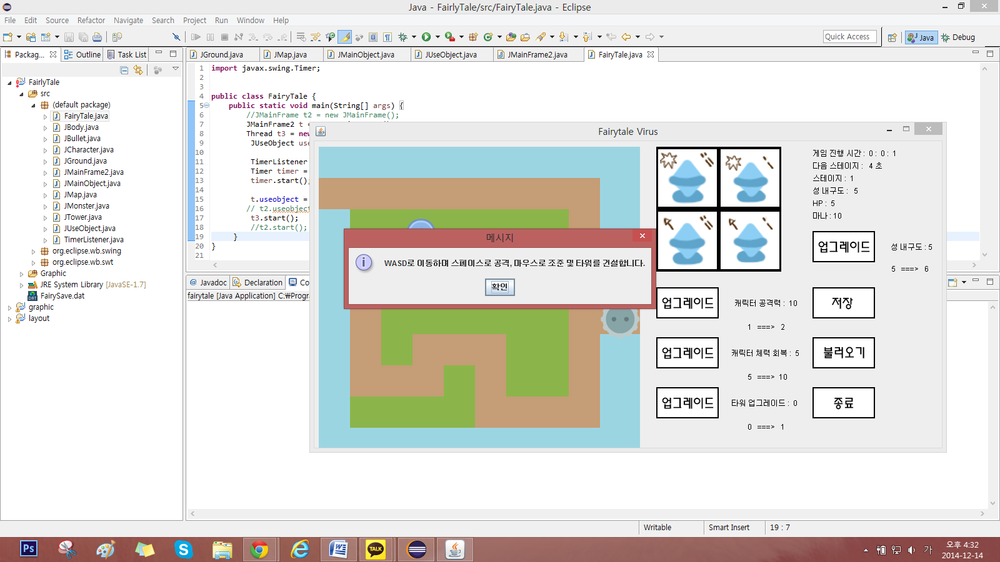 Java - FairlyTale/src/FairyTale.java - Eclipse
File Edit Source Refactor Navigate Search Project Run Window Help
Quick Access
Java
Debug
Packag...
Outline
Task List
FairlyTale
src
(default package)
FairyTale.java
JBody.java
JBullet.java
JCharacter.java
JGround.java
JMainFrame2.java
JMainObject.java
JMap.java
JMonster.java
JTower.java
JUseObject.java
TimerListener.java
org.eclipse.wb.swing
org.eclipse.wb.swt
Graphic
JRE System Library [JavaSE-1.7]
FairySave.dat
graphic
layout
JGround.java JMap.java JMainObject.java JUseObject.java JMainFrame2.java FairyTale.java
1 import javax.swing.Timer;
2
3
4 public class FairyTale {
5 public static void main(String[] args) {
6 //JMainFrame t2 = new JMainFrame();
7 JMainFrame2 t =
8 Thread t3 = new
9 JUseObject use
10
11 TimerListener
12 Timer timer =
13 timer.start();
14
15 t.useobject =
16 // t2.useobject
17 t3.start();
18 //t2.start();
19 }
20 }
21
@ Javadoc
Declaration
Co
fairytale [Java Application] C:₩Progra
Fairytale Virus
게임 진행 시간 : 0 : 0 : 1
다음 스테이지 : 4 초
스테이지 : 1
성 내구도 : 5
HP : 5
마나 : 10
업그레이드
성 내구도 : 5
5 ===> 6
메시지
WASD로 이동하며 스페이스로 공격, 마우스로 조준 및 타워를 건설합니다.
확인
업그레이드
캐릭터 공격력 : 10
1 ===> 2
저장
업그레이드
캐릭터 체력 회복 : 5
5 ===> 10
불러오기
업그레이드
타워 업그레이드 : 0
0 ===> 1
종료
Writable
Smart Insert
19 : 7
Ps
S
W
TALK
가
오후 4:32
2014-12-14